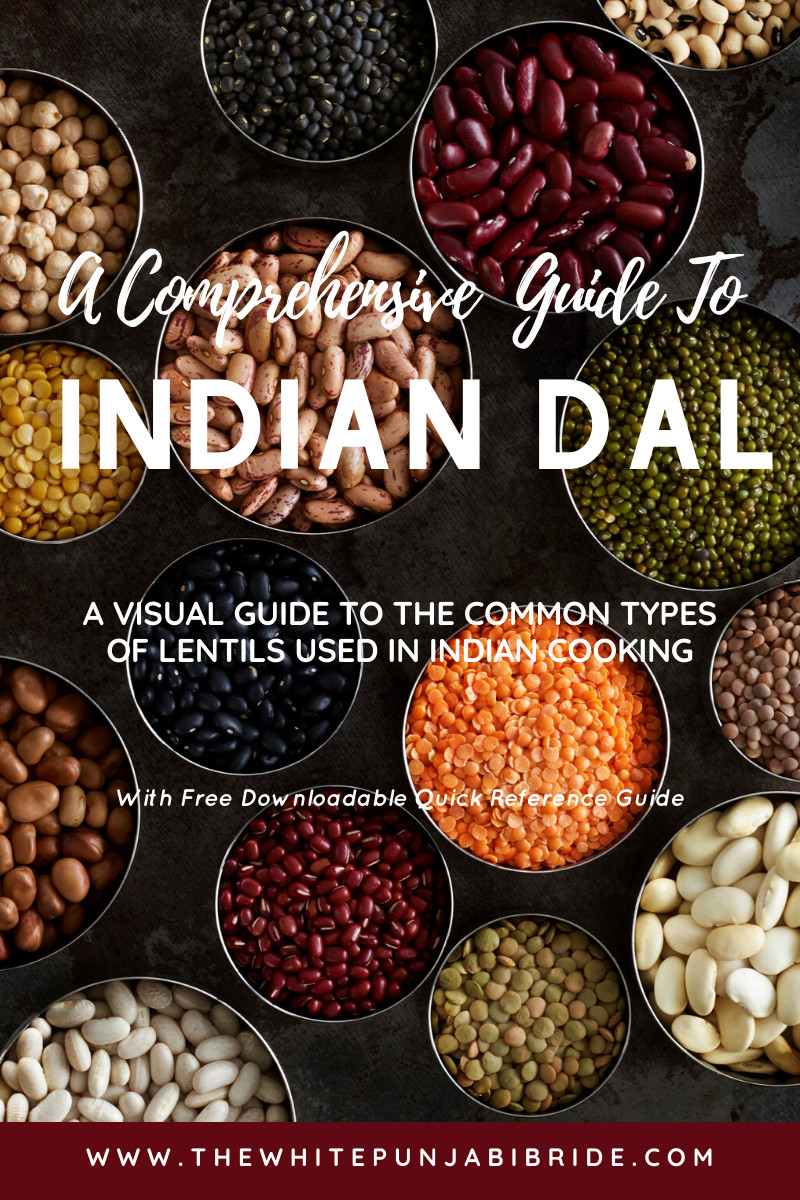 A Comprehensive Guide To
INDIAN DAL
A VISUAL GUIDE TO THE COMMON TYPES
OF LENTILS USED IN INDIAN COOKING
With Free Downloadable Quick Reference Guide
WWW.THEWHITEPUNJABIBRIDE.COM